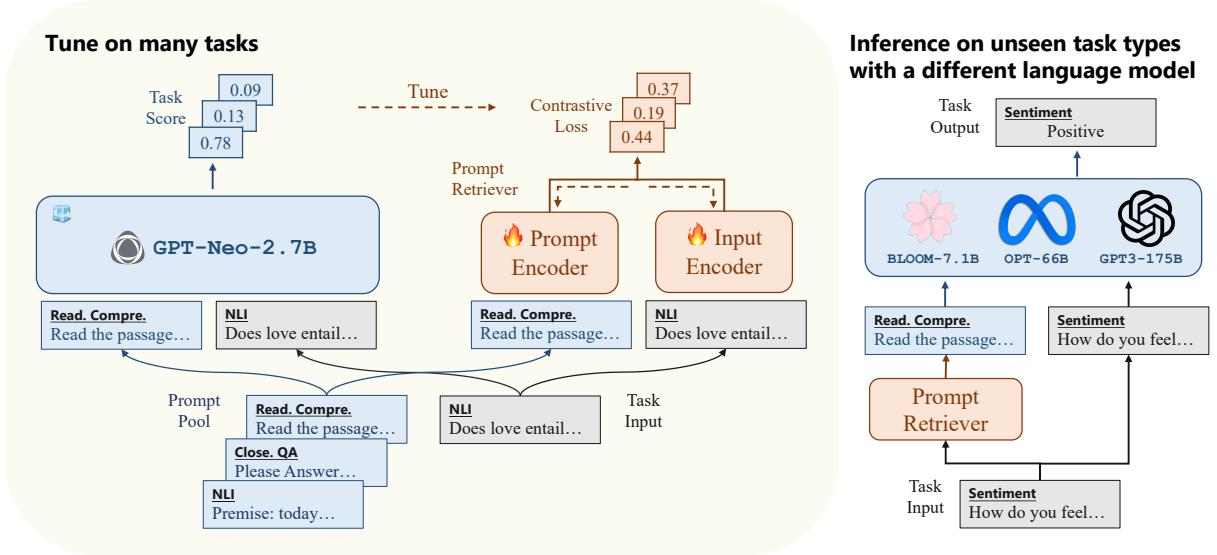 Tune on many tasks
Task
Score
0.09
0.13
0.78
Tune
Contrastive
Loss
0.37
0.19
0.44
Prompt
Retriever
GPT-Neo-2.7B
Prompt
Encoder
Input
Encoder
Read. Compre.
Read the passage…
NLI
Does love entail…
Read. Compre.
Read the passage…
NLI
Does love entail…
Prompt
Pool
Read. Compre.
Read the passage…
Close. QA
Please Answer…
NLI
Premise: today…
NLI
Does love entail…
Task
Input
Inference on unseen task types
with a different language model
Task
Output
Sentiment
Positive
BLOOM-7.1B
OPT-66B
GPT3-175B
Read. Compre.
Read the passage…
Sentiment
How do you feel…
Prompt
Retriever
Task
Input
Sentiment
How do you feel…